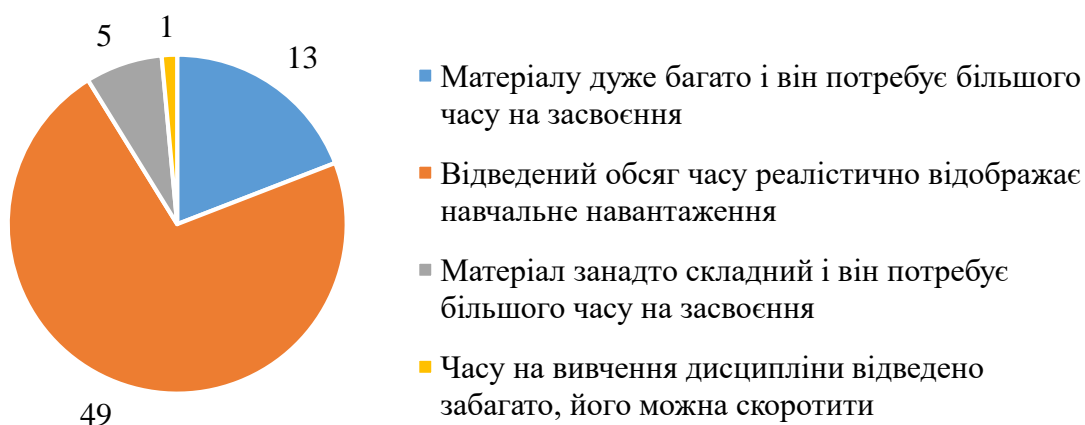 5
1
13
49
Матеріалу дуже багато і він потребує більшого
часу на засвоєння
Відведений обсяг часу реалістично відображає
навчальне навантаження
Матеріал занадто складний і він потребує
більшого часу на засвоєння
Часу на вивчення дисципліни відведено
забагато, його можна скоротити